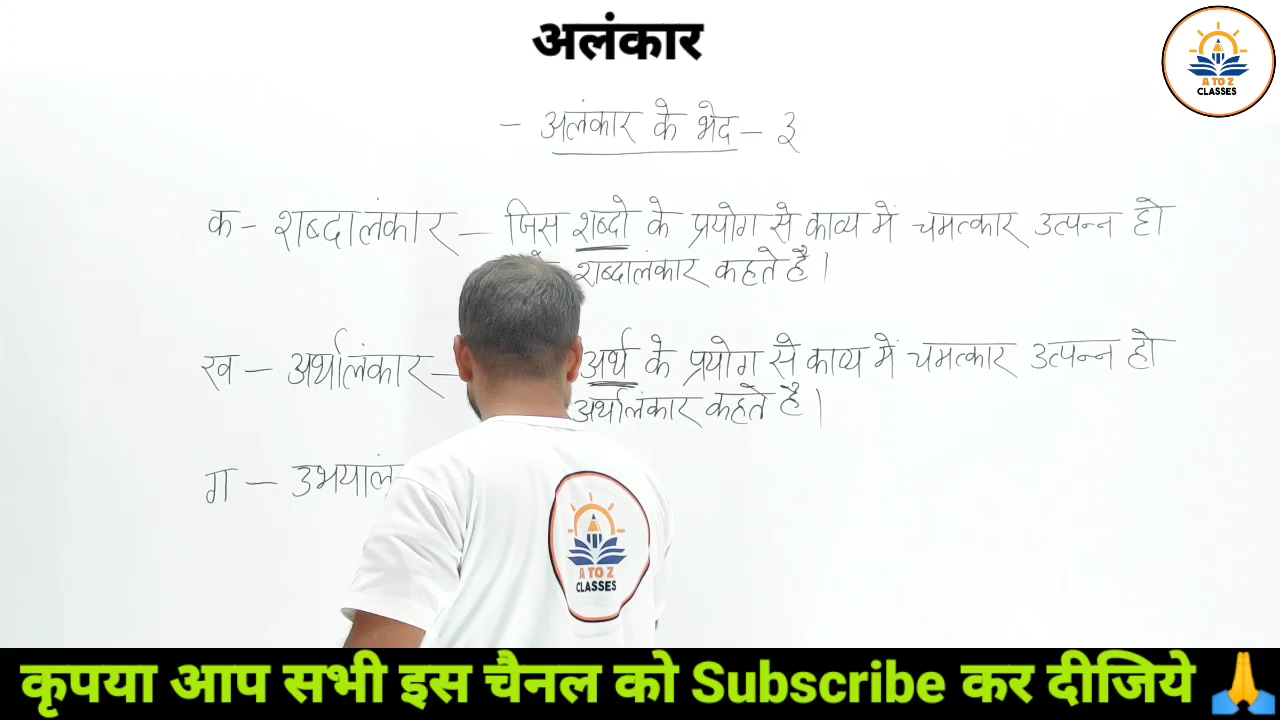 अलंकार
A TO Z
CLASSES
- अलंकार के भेद - ३
क - शब्दालंकार - जिस शब्दो के प्रयोग से काव्य में चमत्कार उत्पन्न हो
शब्दालंकार कहते है।
ख - अर्थालंकार - अर्थ के प्रयोग से काव्य में चमत्कार उत्पन्न हो
अर्थालंकार कहते है।
ग - उभयालं
A TO Z
CLASSES
कृपया आप सभी इस चैनल को Subscribe कर दीजिये 🙏